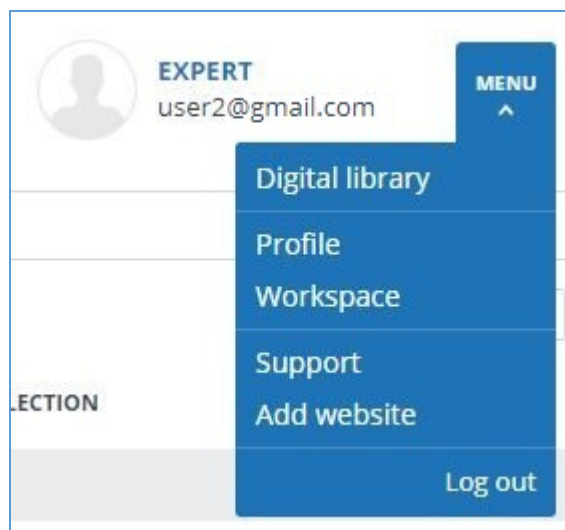 EXPERT
user2@gmail.com
MENU
Digital library
Profile
Workspace
Support
Add website
LECTION
Log out